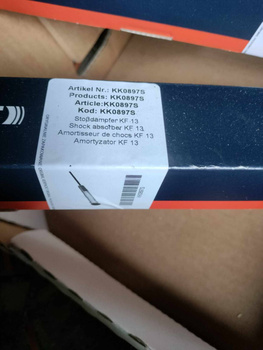 Artikel Nr.: KK0897S
Products: KK0897S
Article:KK0897S
Kod: KK0897S
Stoßdämpfer KF 13
Shock absorber KF 13
Amortisseur de chocs KF 13
Amortyzator KF 13